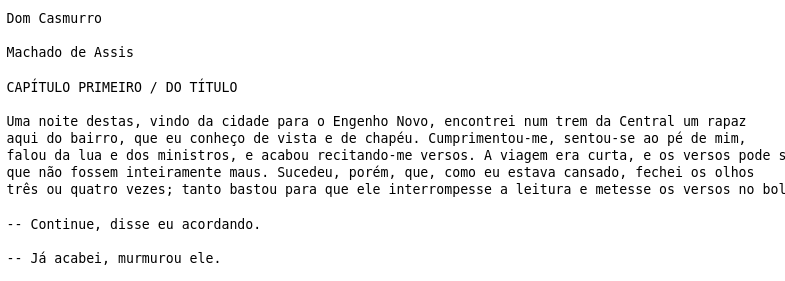 Dom Casmurro
Machado de Assis
CAPÍTULO PRIMEIRO / DO TÍTULO
Uma noite destas, vindo da cidade para o Engenho Novo, encontrei num trem da Central um rapaz
aqui do bairro, que eu conheço de vista e de chapéu. Cumprimentou-me, sentou-se ao pé de mim,
falou da lua e dos ministros, e acabou recitando-me versos. A viagem era curta, e os versos pode s
que não fossem inteiramente maus. Sucedeu, porém, que, como eu estava cansado, fechei os olhos
três ou quatro vezes; tanto bastou para que ele interrompesse a leitura e metesse os versos no bol
-- Continue, disse eu acordando.
-- Já acabei, murmurou ele.